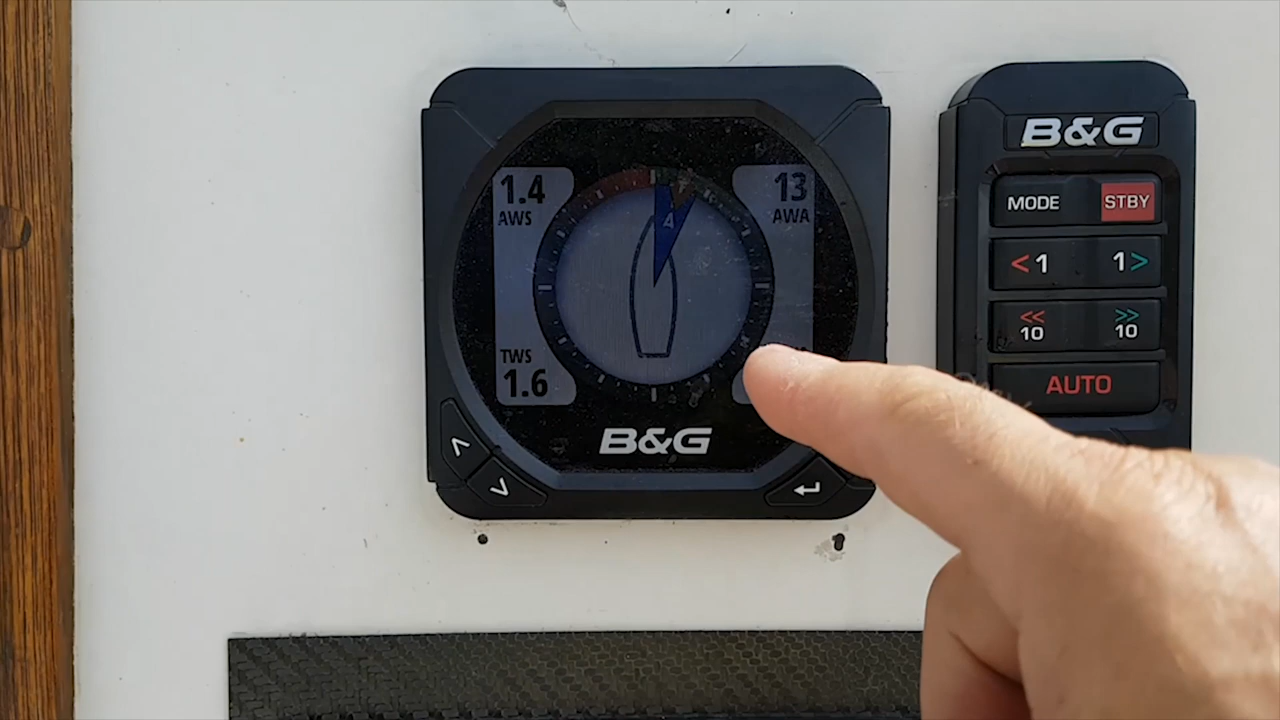 1.4
AWS
13
AWA
A
TWS
1.6
B&G
B&G
MODE
STBY
<1
1>
<<
10
>>
10
AUTO